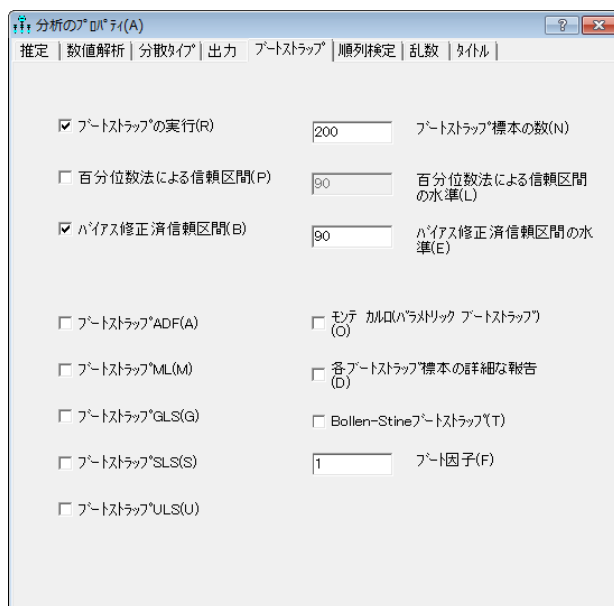 分析のプロパティ(A)
推定 数値解析 分散タイプ 出力 ブートストラップ 順列検定 乱数 タイトル
ブートストラップの実行(R)
200
ブートストラップ標本の数(N)
百分位数法による信頼区間(P)
90
百分位数法による信頼区間
の水準(L)
バイアス修正済信頼区間(B)
90
バイアス修正済信頼区間の水
準(E)
ブートストラップADF(A)
モンテ カルロ(パラメトリック ブートストラップ)
(O)
ブートストラップML(M)
各ブートストラップ標本の詳細な報告
(D)
ブートストラップGLS(G)
Bollen-Stineブートストラップ(T)
ブートストラップSLS(S)
1
ブート因子(F)
ブートストラップULS(U)